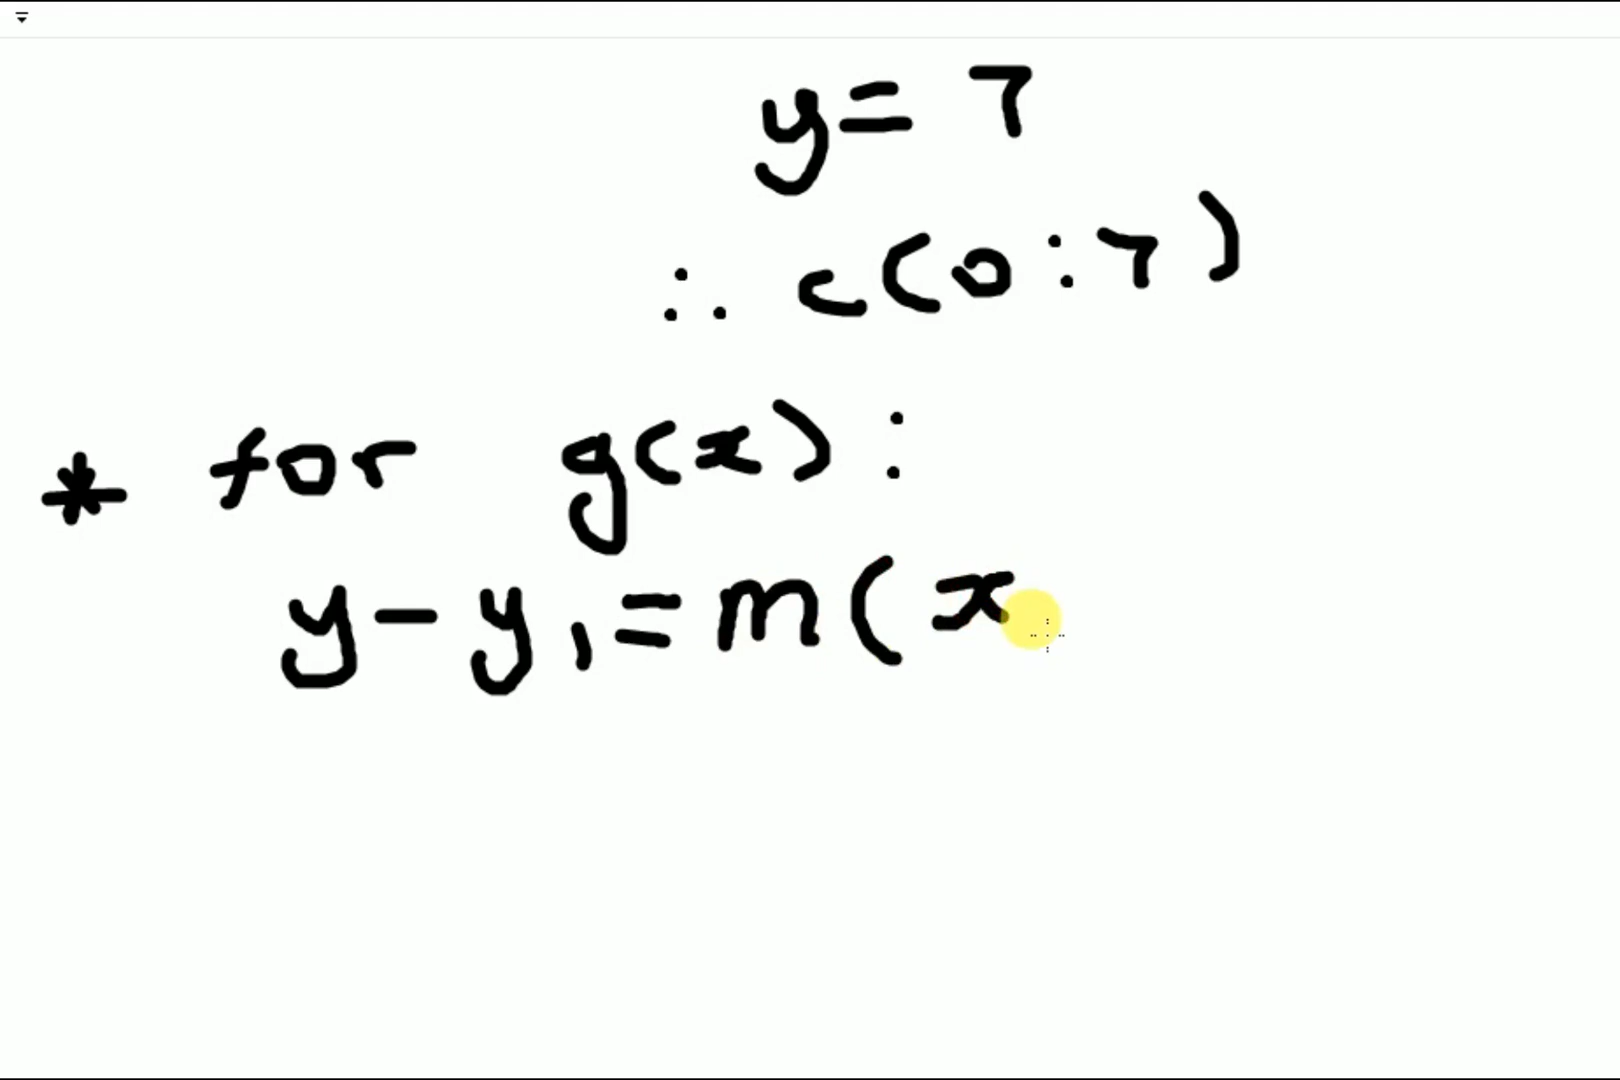 y = 7
∴ c(0:7)
* for g(x) :
y - y₁ = m(x